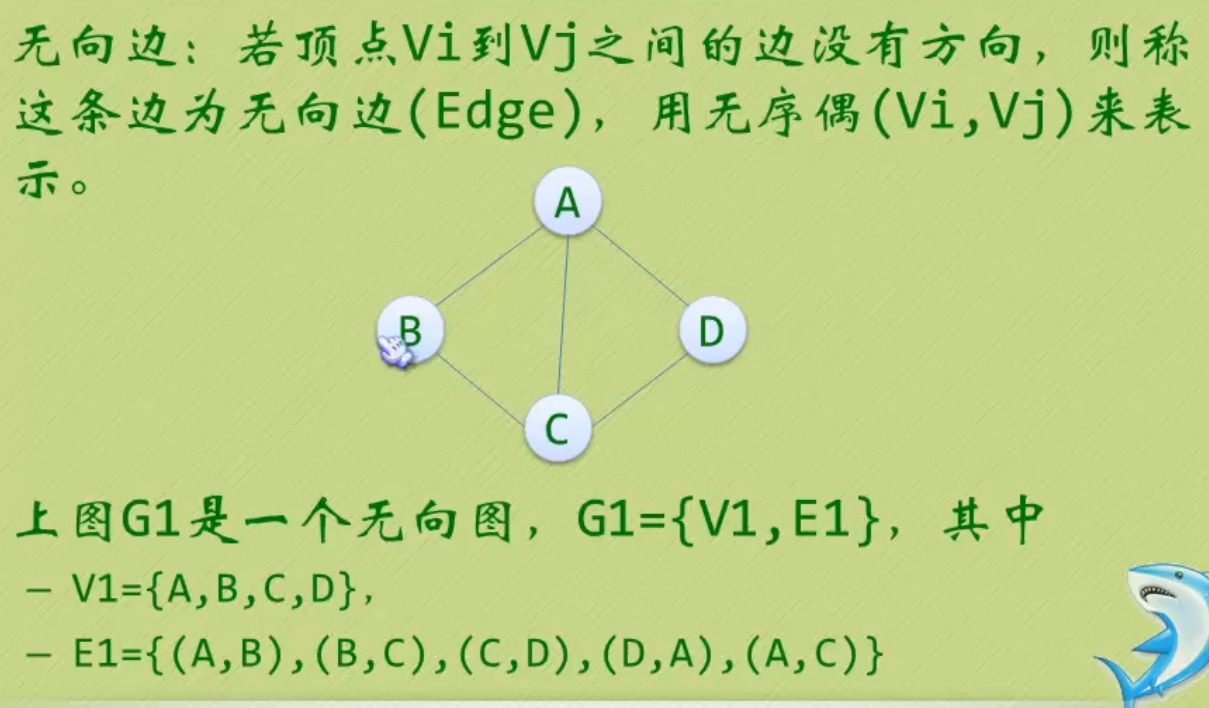 无向边：若顶点Vi到Vj之间的边没有方向，则称
这条边为无向边(Edge)，用无序偶(Vi,Vj)来表
示。
A
B
D
C
上图G1是一个无向图，G1={V1,E1}，其中
– V1={A,B,C,D},
– E1={(A,B),(B,C),(C,D),(D,A),(A,C)}